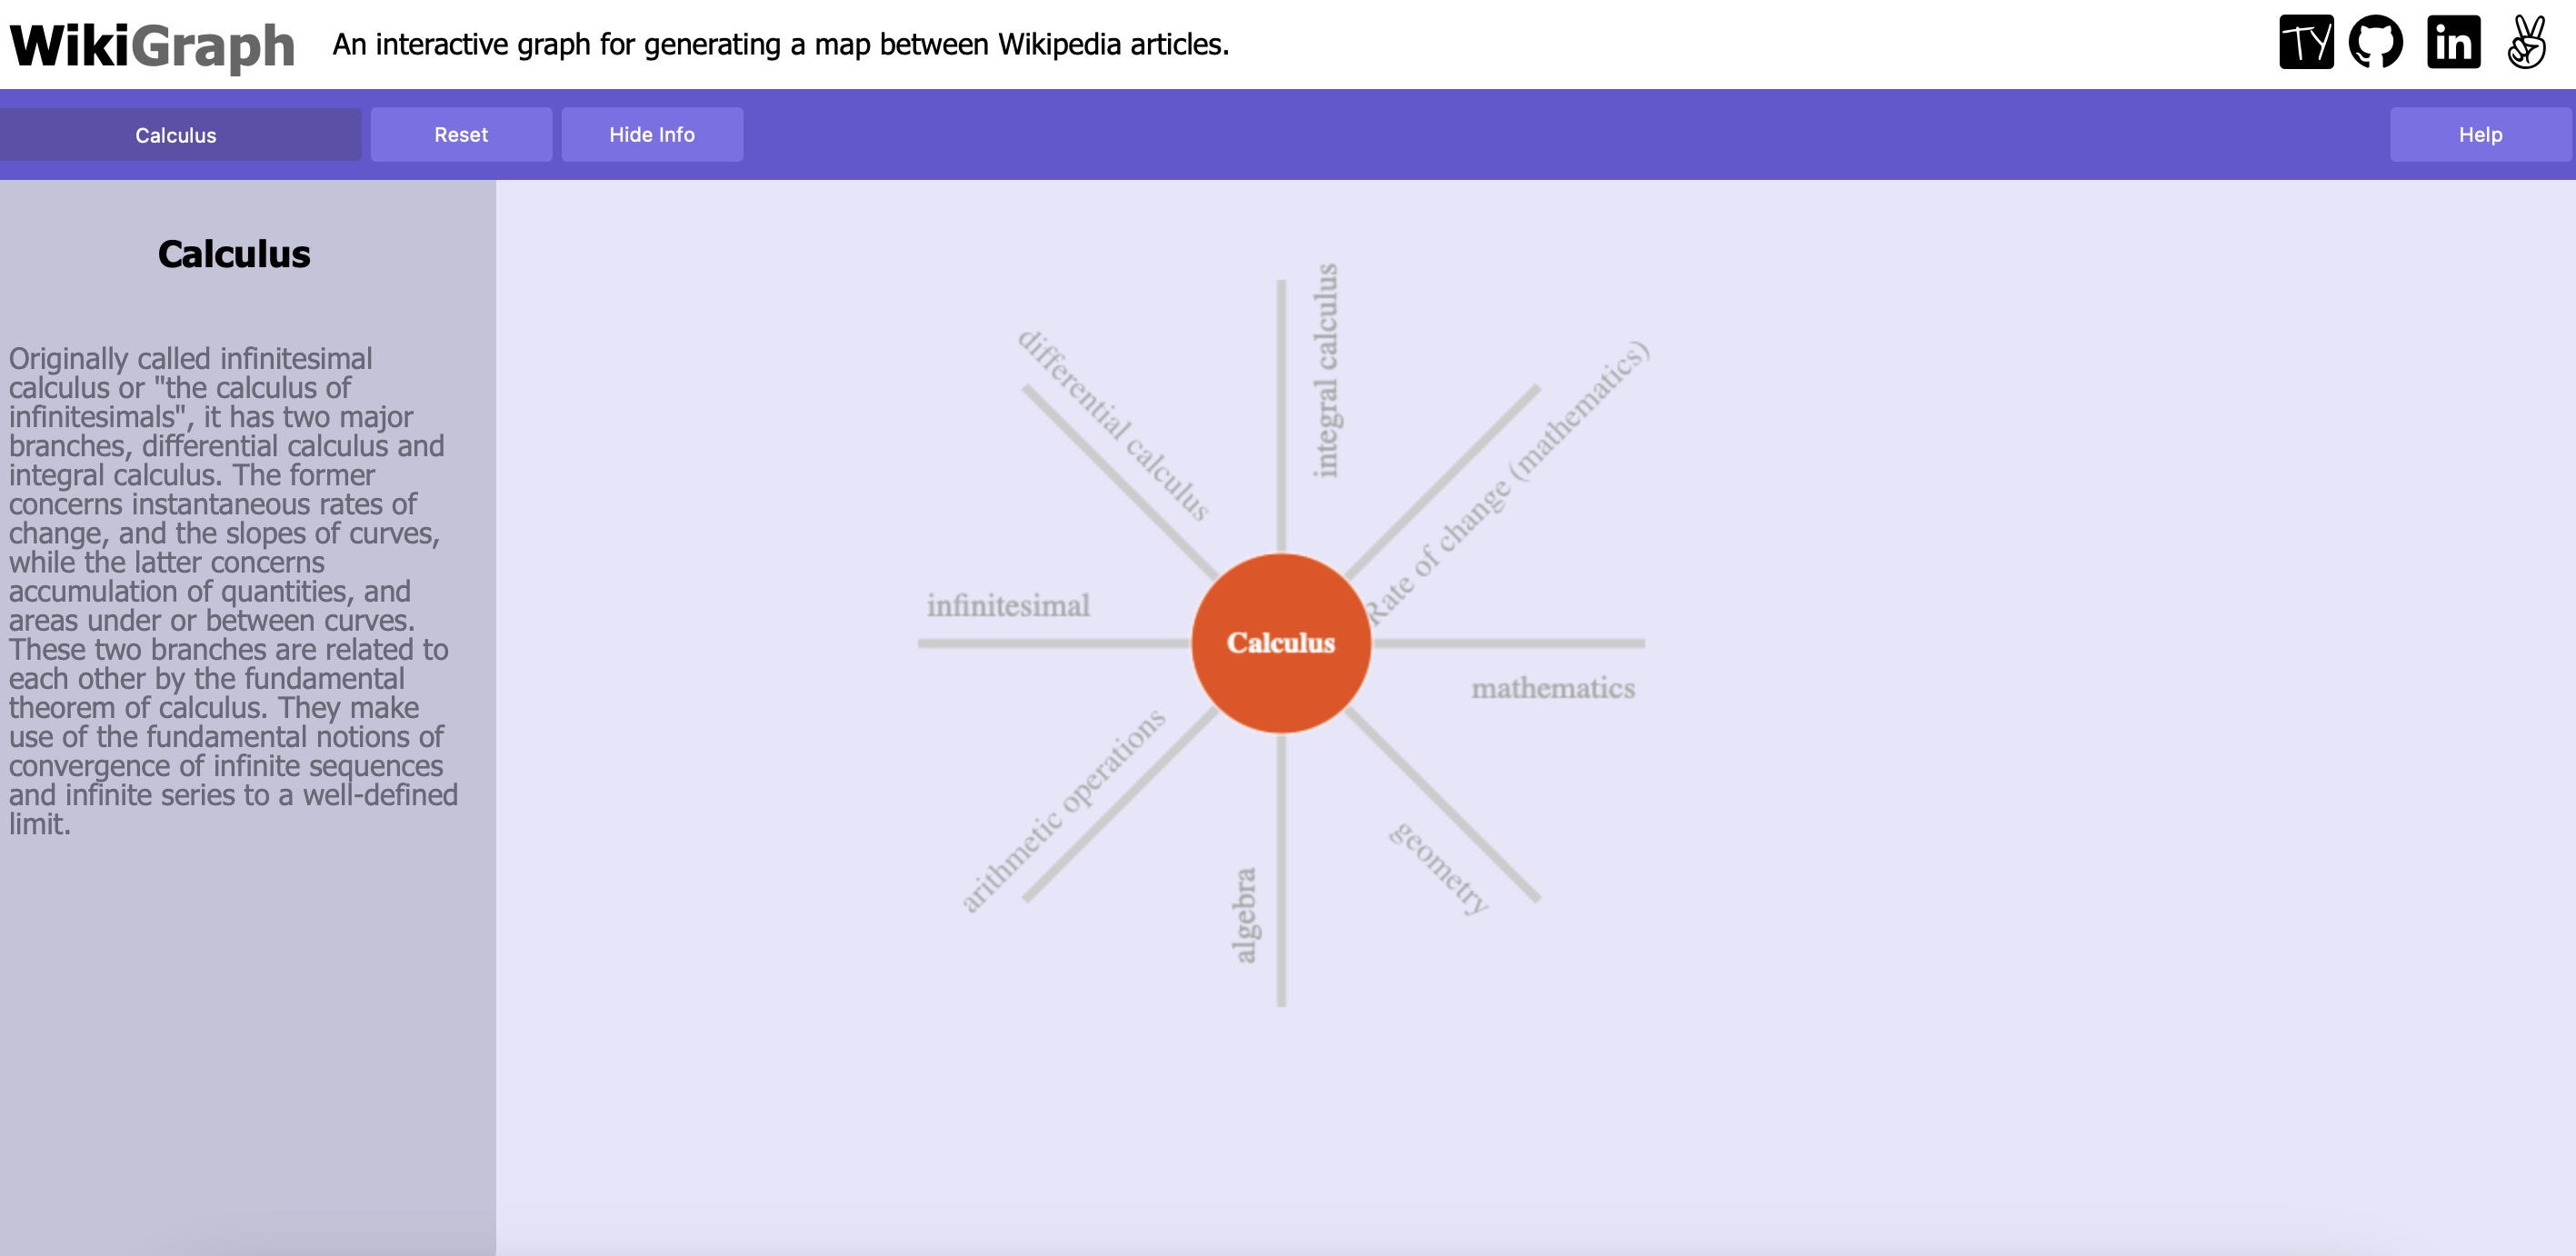 WikiGraph An interactive graph for generating a map between Wikipedia articles. TY in
Calculus Reset Hide Info Help
Calculus
Originally called infinitesimal
calculus or "the calculus of
infinitesimals", it has two major
branches, differential calculus and
integral calculus. The former
concerns instantaneous rates of
change, and the slopes of curves,
while the latter concerns
accumulation of quantities, and
areas under or between curves.
These two branches are related to
each other by the fundamental
theorem of calculus. They make
use of the fundamental notions of
convergence of infinite sequences
and infinite series to a well-defined
limit.
integral calculus
differential calculus
Rate of change (mathematics)
infinitesimal
Calculus
mathematics
arithmetic operations
geometry
algebra